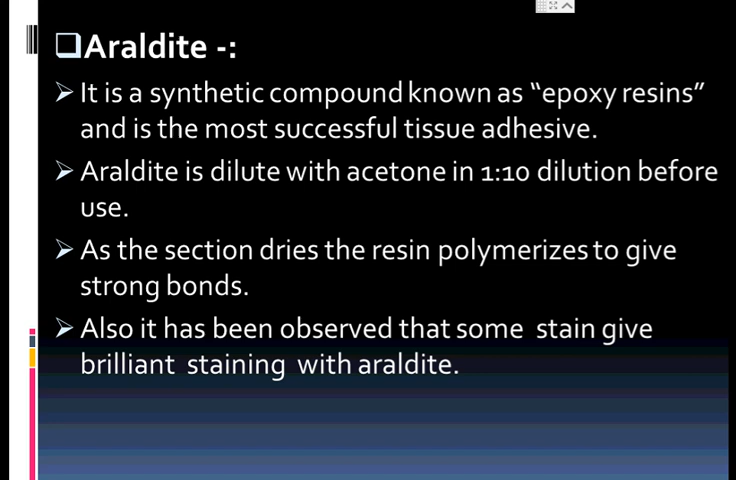 Araldite -:
It is a synthetic compound known as “epoxy resins”
and is the most successful tissue adhesive.
Araldite is dilute with acetone in 1:10 dilution before
use.
As the section dries the resin polymerizes to give
strong bonds.
Also it has been observed that some stain give
brilliant staining with araldite.